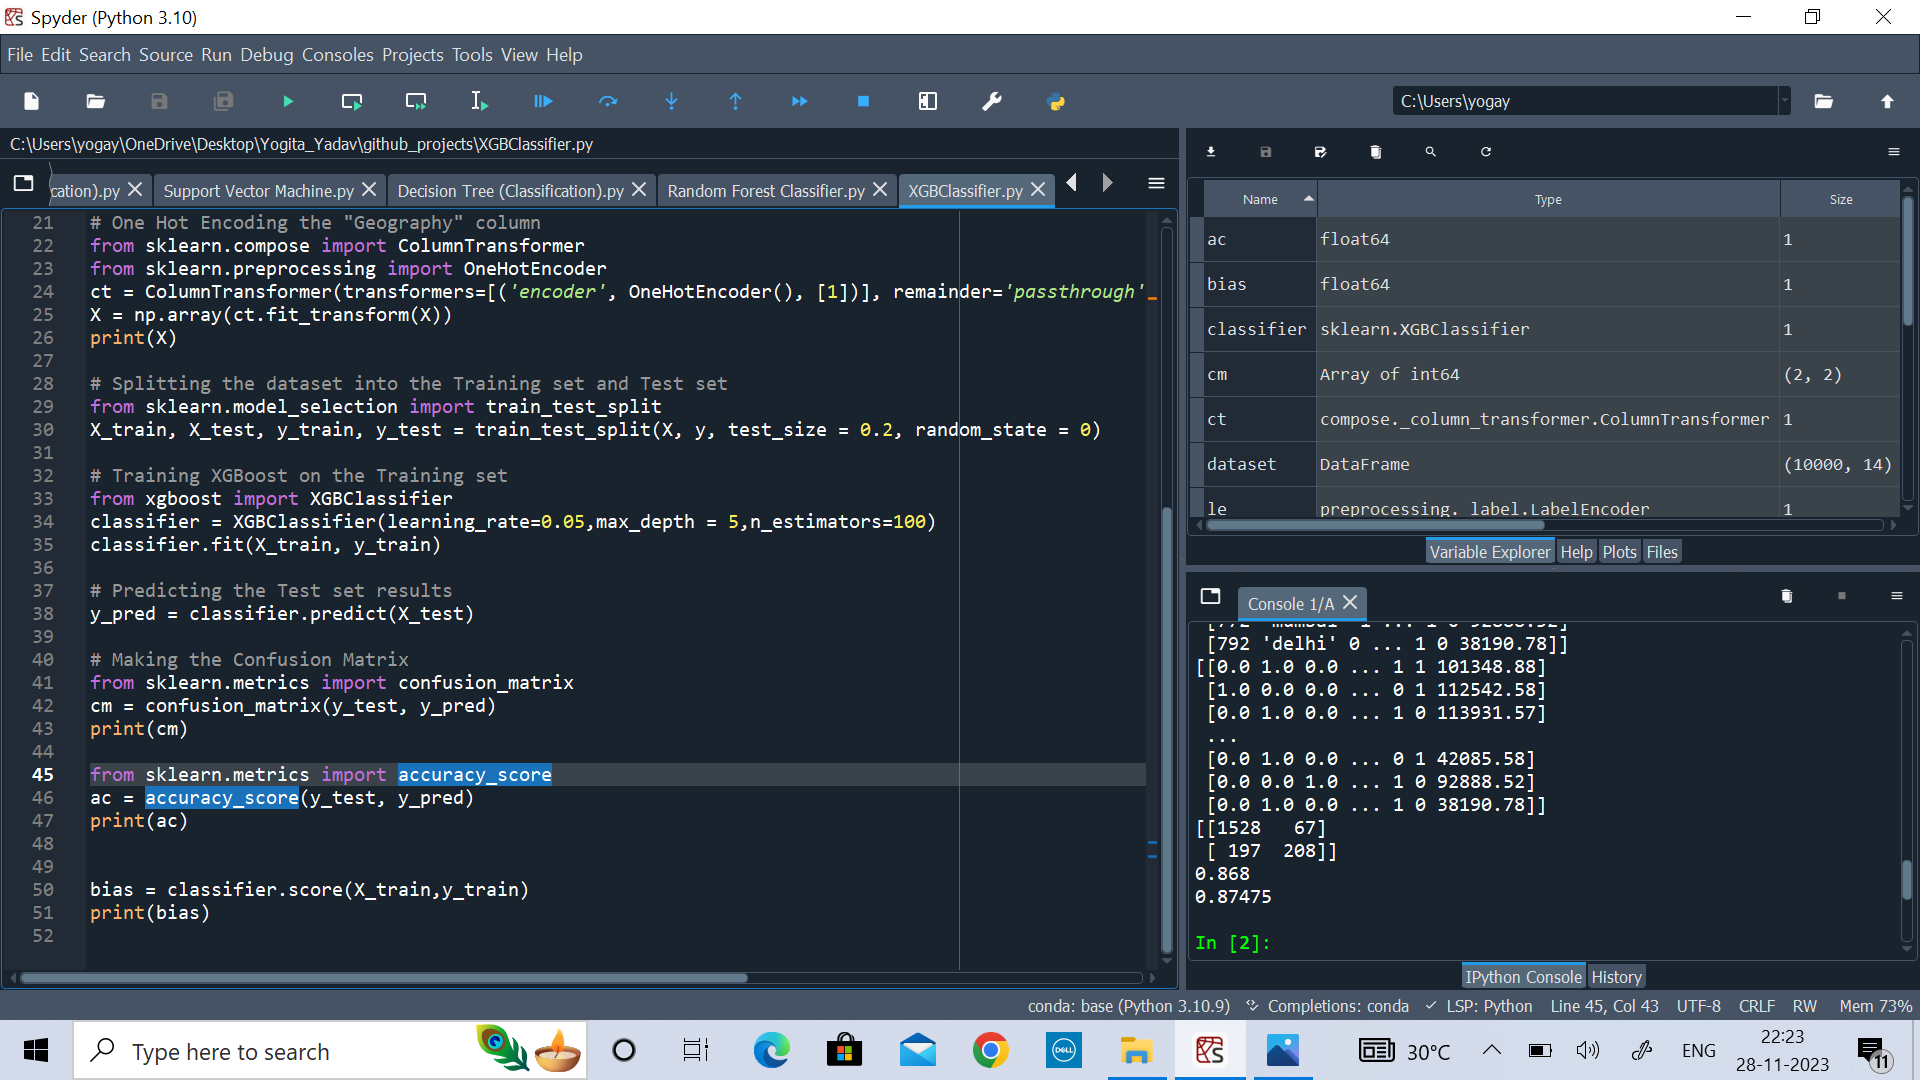 Spyder (Python 3.10)
File Edit Search Source Run Debug Consoles Projects Tools View Help
C:\Users\yogay
C:\Users\yogay\OneDrive\Desktop\Yogita_Yadav\github_projects\XGBClassifier.py
cation).py Support Vector Machine.py Decision Tree (Classification).py Random Forest Classifier.py XGBClassifier.py
21 # One Hot Encoding the "Geography" column
22 from sklearn.compose import ColumnTransformer
23 from sklearn.preprocessing import OneHotEncoder
24 ct = ColumnTransformer(transformers=[('encoder', OneHotEncoder(), [1])], remainder='passthrough'
25 X = np.array(ct.fit_transform(X))
26 print(X)
27
28 # Splitting the dataset into the Training set and Test set
29 from sklearn.model_selection import train_test_split
30 X_train, X_test, y_train, y_test = train_test_split(X, y, test_size = 0.2, random_state = 0)
31
32 # Training XGBoost on the Training set
33 from xgboost import XGBClassifier
34 classifier = XGBClassifier(learning_rate=0.05,max_depth = 5,n_estimators=100)
35 classifier.fit(X_train, y_train)
36
37 # Predicting the Test set results
38 y_pred = classifier.predict(X_test)
39
40 # Making the Confusion Matrix
41 from sklearn.metrics import confusion_matrix
42 cm = confusion_matrix(y_test, y_pred)
43 print(cm)
44
45 from sklearn.metrics import accuracy_score
46 ac = accuracy_score(y_test, y_pred)
47 print(ac)
48
49
50 bias = classifier.score(X_train,y_train)
51 print(bias)
52
Name Type Size
ac float64 1
bias float64 1
classifier sklearn.XGBClassifier 1
cm Array of int64 (2, 2)
ct compose._column_transformer.ColumnTransformer 1
dataset DataFrame (10000, 14)
le preprocessing._label.LabelEncoder 1
Variable Explorer Help Plots Files
Console 1/A
[792 'delhi' 0 ... 1 0 38190.78]]
[[0.0 1.0 0.0 ... 1 1 101348.88]
[1.0 0.0 0.0 ... 0 1 112542.58]
[0.0 1.0 0.0 ... 1 0 113931.57]
...
[0.0 1.0 0.0 ... 0 1 42085.58]
[0.0 0.0 1.0 ... 1 0 92888.52]
[0.0 1.0 0.0 ... 1 0 38190.78]]
[[1528 67]
[ 197 208]]
0.868
0.87475
In [2]:
IPython Console History
conda: base (Python 3.10.9) Completions: conda LSP: Python Line 45, Col 43 UTF-8 CRLF RW Mem 73%
Type here to search
DELL
30°C
ENG
22:23
28-11-2023
11